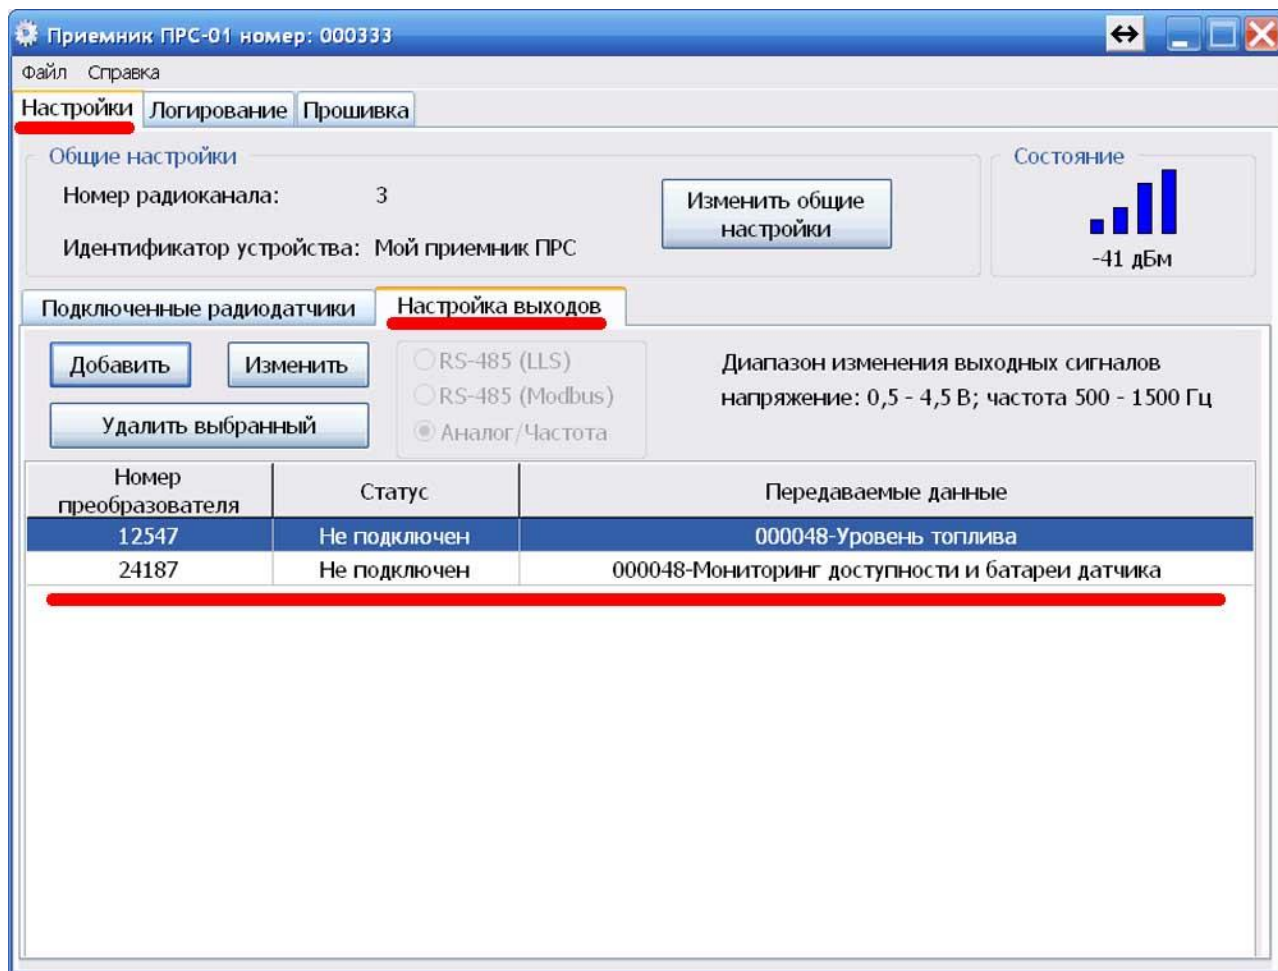 Приемник ПРС-01 номер: 000333
Файл Справка
Настройки Логирование Прошивка
Общие настройки
Состояние
Номер радиоканала: 3
Изменить общие
настройки
Идентификатор устройства: Мой приемник ПРС
-41 дБм
Подключенные радиодатчики Настройка выходов
Добавить Изменить
Удалить выбранный
RS-485 (LLS)
RS-485 (Modbus)
Аналог/Частота
Диапазон изменения выходных сигналов
напряжение: 0,5 - 4,5 В; частота 500 - 1500 Гц
Номер
преобразователя
Статус
Передаваемые данные
12547 Не подключен 000048-Уровень топлива
24187 Не подключен 000048-Мониторинг доступности и батареи датчика